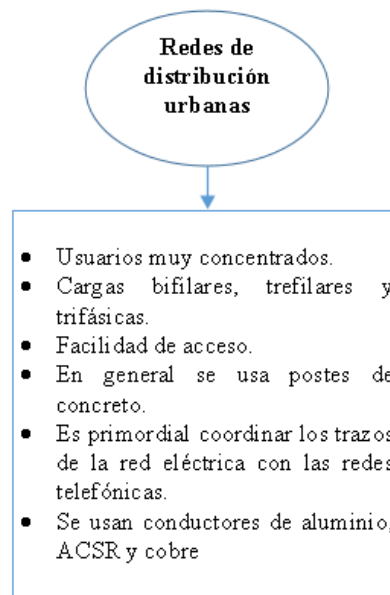 Redes de
distribución
urbanas
• Usuarios muy concentrados.
• Cargas bifilares, trefilares y
trifásicas.
• Facilidad de acceso.
• En general se usa postes de
concreto.
• Es primordial coordinar los trazos
de la red eléctrica con las redes
telefónicas.
• Se usan conductores de aluminio,
ACSR y cobre